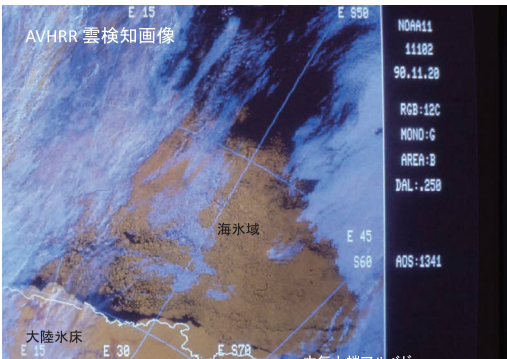 E 15
E S50
AVHRR 雲検知画像
NOAA11
11102
90.11.20
RGB:12C
MONO:G
AREA:B
DAL:.250
海氷域
E 45
S60
AOS:1341
大陸氷床
E 15
E 30
E S70